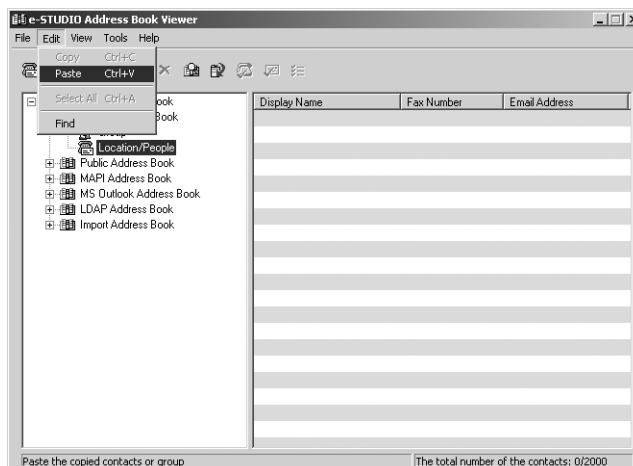 e-STUDIO Address Book Viewer
File Edit View Tools Help
Copy Ctrl+C
Paste Ctrl+V
Select All Ctrl+A
Find
ook
Book
Location/People
Public Address Book
MAPI Address Book
MS Outlook Address Book
LDAP Address Book
Import Address Book
Display Name Fax Number Email Address
Paste the copied contacts or group The total number of the contacts: 0/2000